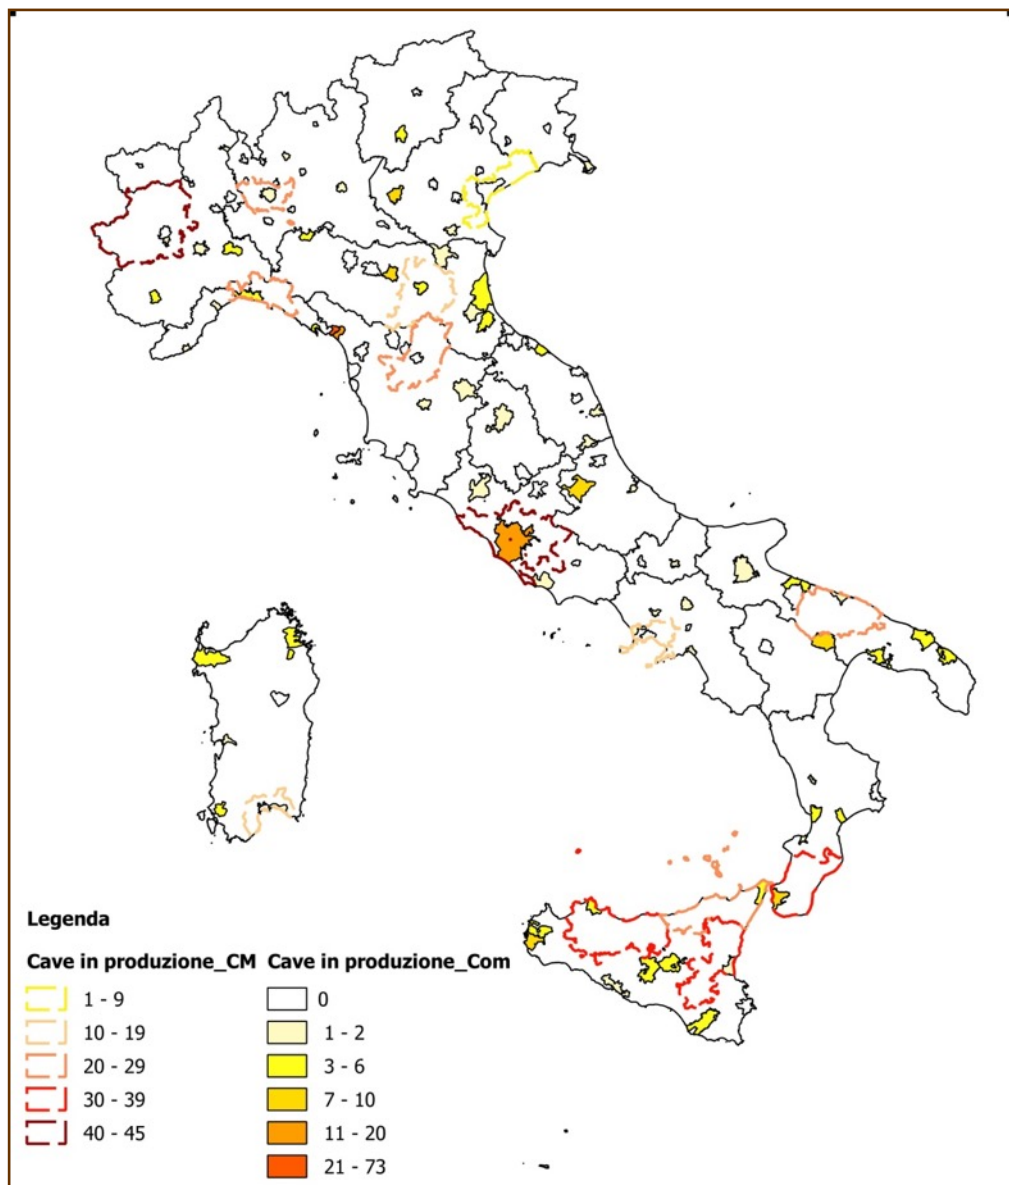 Legenda
Cave in produzione_CM Cave in produzione_Com
1 - 9 0
10 - 19 1 - 2
20 - 29 3 - 6
30 - 39 7 - 10
40 - 45 11 - 20
21 - 73